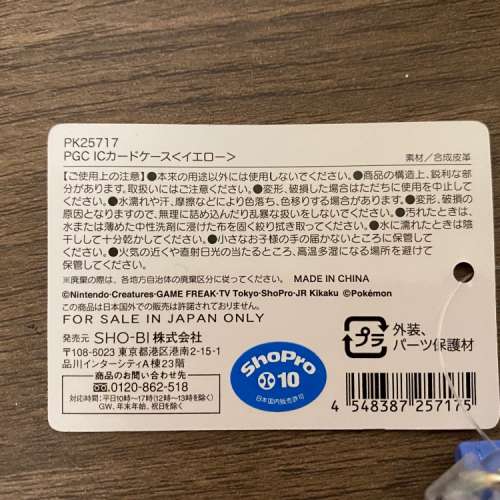 PK25717
PGC ICカードケース<イエロー>
素材/合成皮革
【ご使用上の注意】●本来の用途以外には使用しないでください。●商品の構造上、鋭利な部
分があります。取扱いにはご注意ください。●変形、破損した場合はただちに使用を中止して
ください。●水濡れや汗、摩擦などにより色落ち、色移りする場合があります。●変形、破損の
原因となりますので、無理に詰め込んだり乱暴な扱いをしないでください。●汚れたときは、
水または薄めた中性洗剤に浸けた布を固く絞り拭き取ってください。●水に濡れたときは陰
干しして十分乾かしてください。●小さなお子様の手の届かないところに保管して
ください。●火気の近くや直射日光の当たるところ、高温多湿になる場所を避けて
保管してください。
※廃棄の際は、各地方自治体の廃棄区分に従ってください。 MADE IN CHINA
©Nintendo·Creatures·GAME FREAK·TV Tokyo·ShoPro·JR Kikaku ©Pokémon
この商品は日本国外での販売は許諾されておりません。
FOR SALE IN JAPAN ONLY
発売元 SHO-BI株式会社
〒108-6023 東京都港区港南2-15-1
品川インターシティA棟23階
商品のお問い合わせ先
0120-862-518
対応時間:平日10時~17時(12時~13時を除く)
GW、年末年始、祝日を除く
ShoPro
10
日本国内販売許可
プラ
外装、
パーツ保護材
4 548387 257175